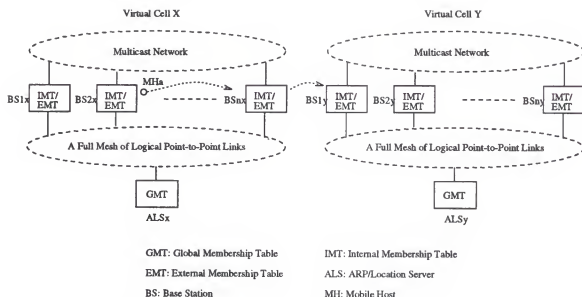 Virtual Cell X
Virtual Cell Y
Multicast Network
Multicast Network
MHa
BS1x
IMT/
EMT
BS2x
IMT/
EMT
BSnx
IMT/
EMT
BS1y
IMT/
EMT
BS2y
IMT/
EMT
BSny
IMT/
EMT
A Full Mesh of Logical Point-to-Point Links
A Full Mesh of Logical Point-to-Point Links
GMT
GMT
ALSx
ALSy
GMT: Global Membership Table
IMT: Internal Membership Table
EMT: External Membership Table
ALS: ARP/Location Server
BS: Base Station
MH: Mobile Host